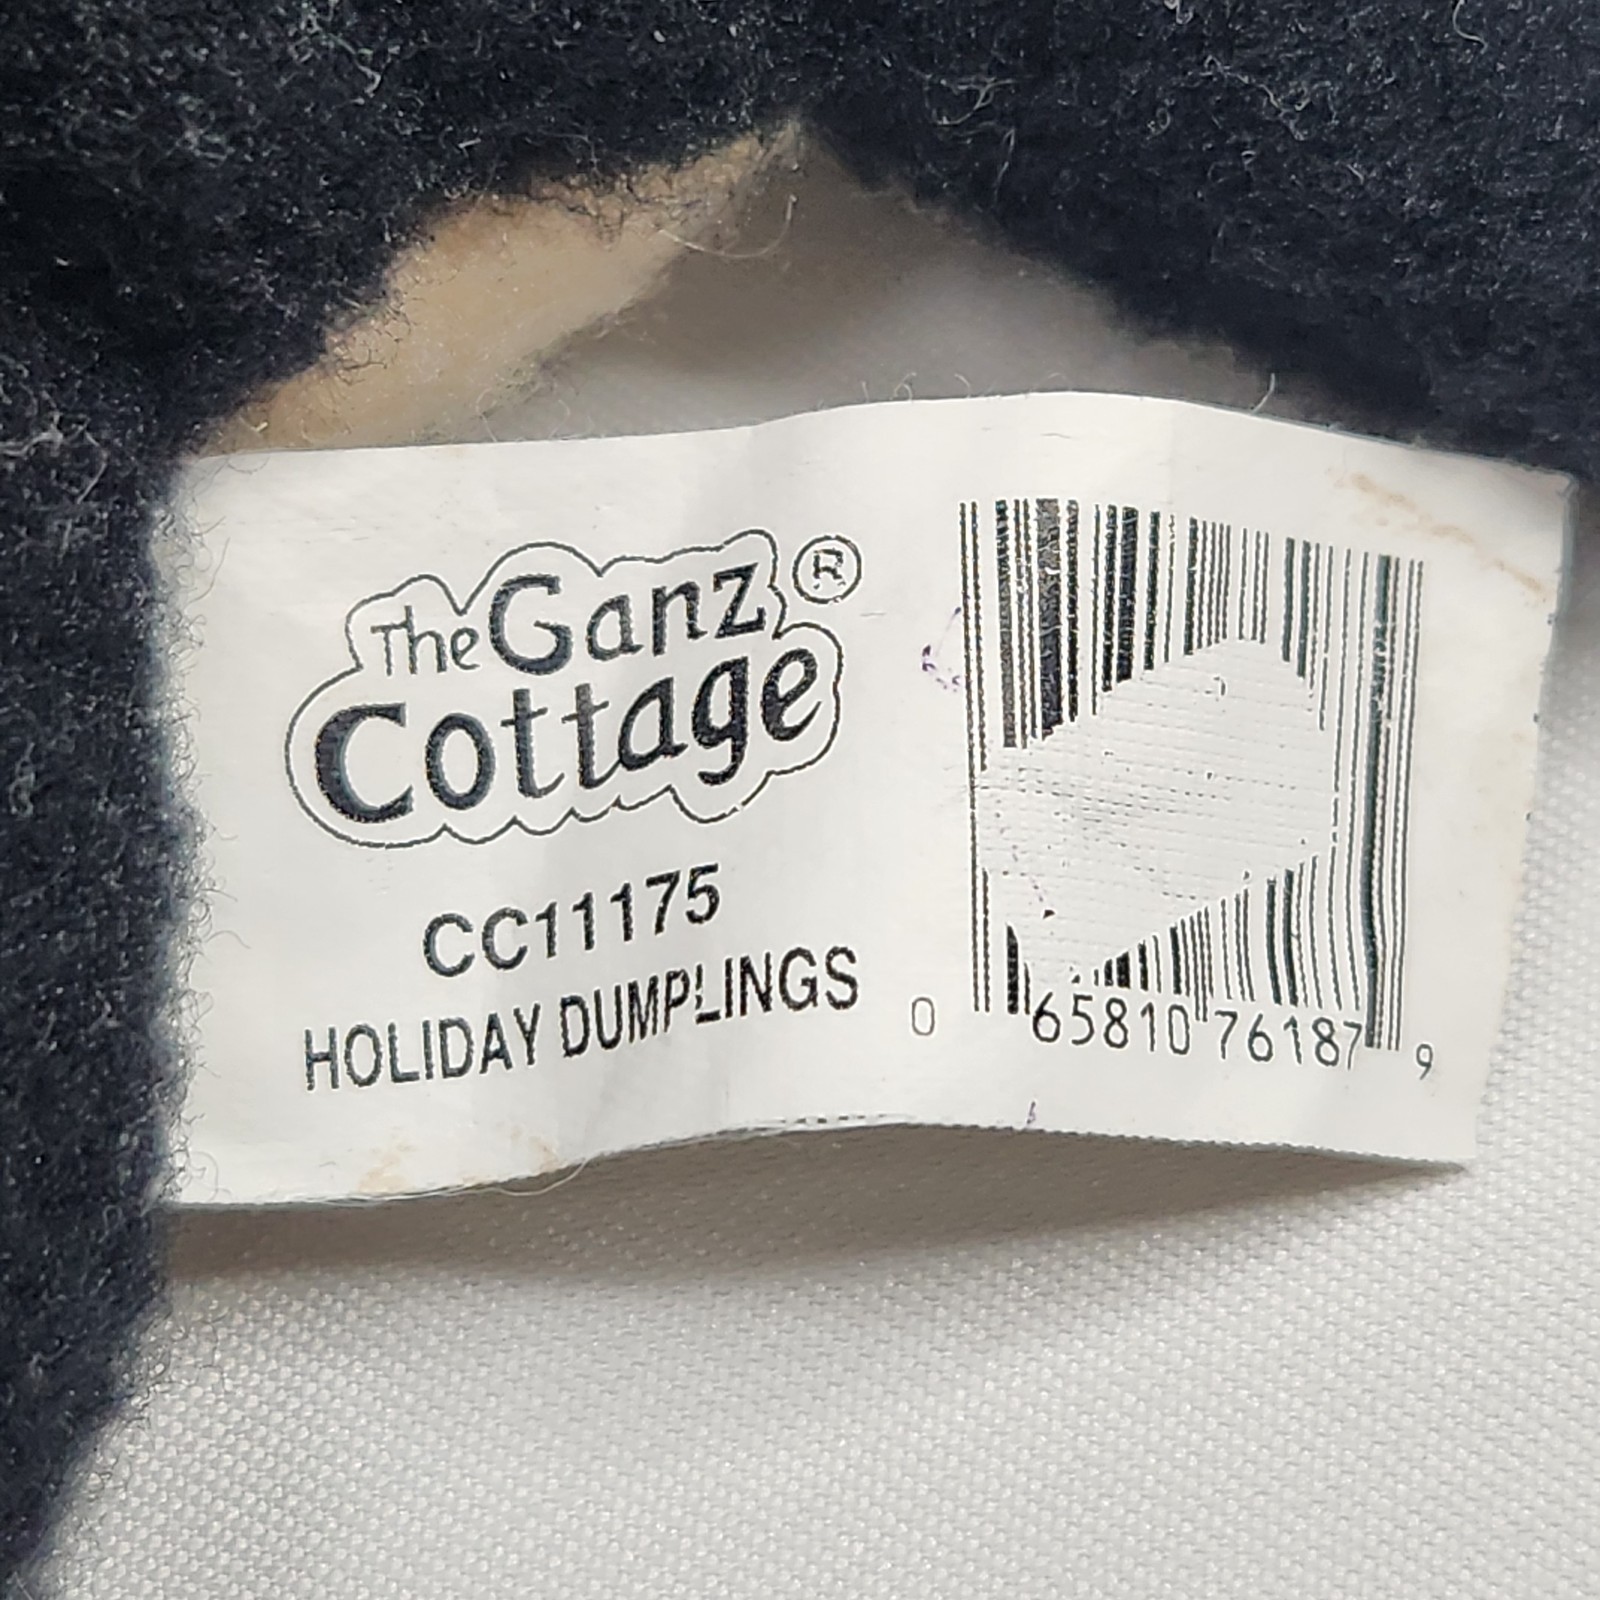 The Ganz ®
Cottage
CC11175
HOLIDAY DUMPLINGS
0 65810 76187 9